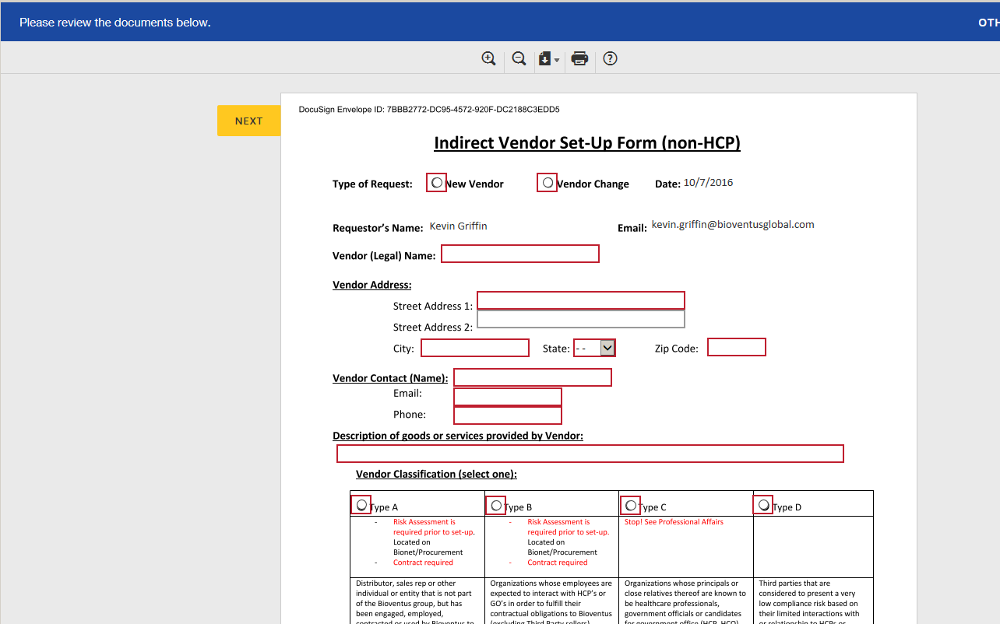 Please review the documents below.
OTH
NEXT
DocuSign Envelope ID: 7BBB2772-DC95-4572-920F-DC2188C3EDD5
Indirect Vendor Set-Up Form (non-HCP)
Type of Request: New Vendor Vendor Change Date: 10/7/2016
Requestor's Name: Kevin Griffin Email: kevin.griffin@bioventusglobal.com
Vendor (Legal) Name:
Vendor Address:
Street Address 1:
Street Address 2:
City: State: -- Zip Code:
Vendor Contact (Name):
Email:
Phone:
Description of goods or services provided by Vendor:
Vendor Classification (select one):
Type A Type B Type C Type D
- Risk Assessment is
required prior to set-up.
Located on
Bionet/Procurement
- Contract required
- Risk Assessment is
required prior to set-up.
Located on
Bionet/Procurement
- Contract required
Stop! See Professional Affairs
Distributor, sales rep or other
individual or entity that is not part
of the Bioventus group, but has
been engaged, employed,
contracted or used by Bioventus to
Organizations whose employees are
expected to interact with HCP's or
GO's in order to fulfill their
contractual obligations to Bioventus
(excluding Third Party sellers)
Organizations whose principals or
close relatives thereof are known to
be healthcare professionals,
government officials or candidates
for government office (HCP, HCO)
Third parties that are
considered to present a very
low compliance risk based on
their limited interactions with
or relationship to HCPs or